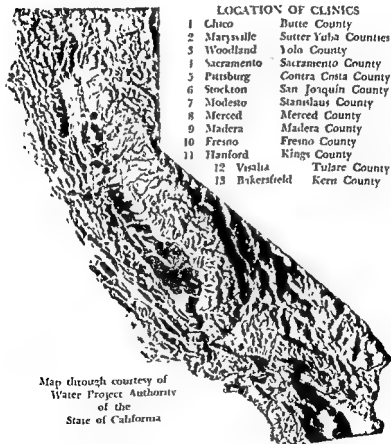 LOCATION OF CLINICS
1 Chico Butte County
2 Marysville Sutter Yuba Counties
3 Woodland Yolo County
4 Sacramento Sacramento County
5 Pittsburg Contra Costa County
6 Stockton San Joaquin County
7 Modesto Stanislaus County
8 Merced Merced County
9 Madera Madera County
10 Fresno Fresno County
11 Hanford Kings County
12 Visalia Tulare County
13 Bakersfield Kern County
Map through courtesy of
Water Project Authority
of the
State of California